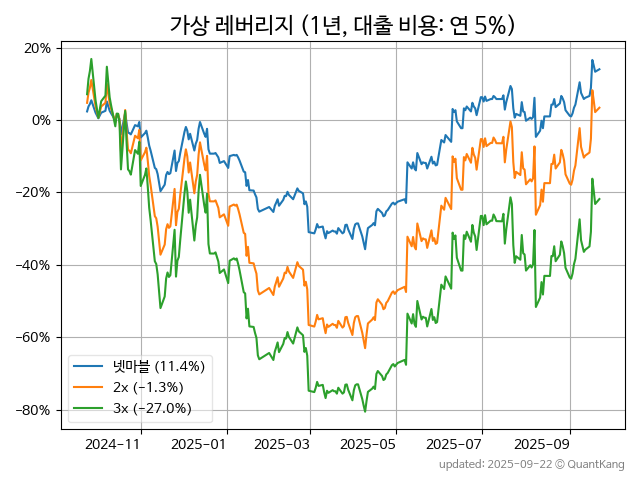 가상 레버리지 (1년, 대출 비용: 연 5%)
20%
0%
−20%
−40%
−60%
−80%
넷마블 (11.4%)
2x (−1.3%)
3x (−27.0%)
2024-11 2025-01 2025-03 2025-05 2025-07 2025-09
updated: 2025-09-22 © QuantKang